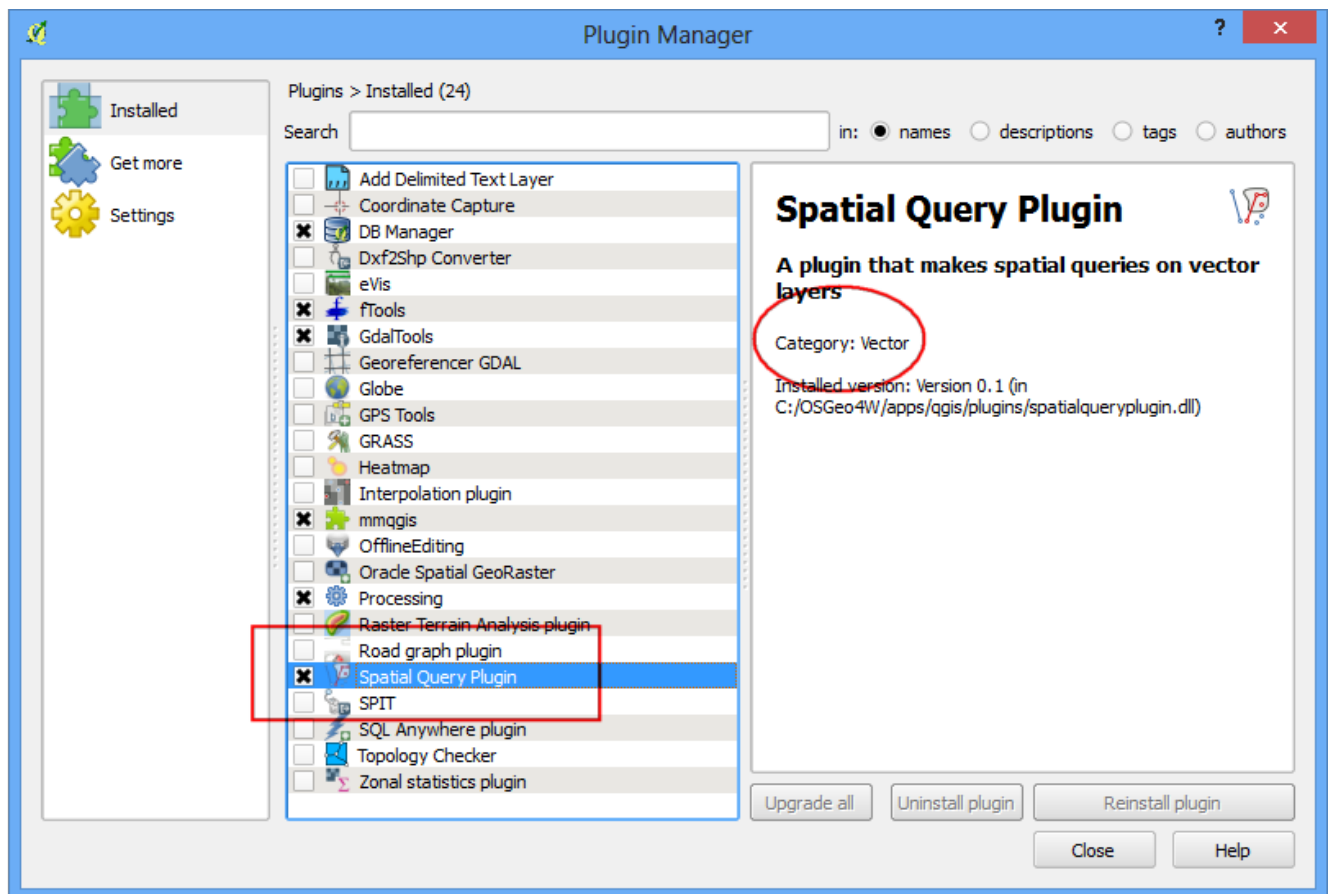 Plugin Manager
?
Installed
Get more
Settings
Plugins > Installed (24)
Search in: names descriptions tags authors
Add Delimited Text Layer
Coordinate Capture
DB Manager
Dxf2Shp Converter
eVis
fTools
GdalTools
Georeferencer GDAL
Globe
GPS Tools
GRASS
Heatmap
Interpolation plugin
mmqgis
OfflineEditing
Oracle Spatial GeoRaster
Processing
Raster Terrain Analysis plugin
Road graph plugin
Spatial Query Plugin
SPIT
SQL Anywhere plugin
Topology Checker
Zonal statistics plugin
Spatial Query Plugin
A plugin that makes spatial queries on vector
layers
Category: Vector
Installed version: Version 0.1 (in
C:/OSGeo4W/apps/qgis/plugins/spatialqueryplugin.dll)
Upgrade all Uninstall plugin Reinstall plugin
Close Help